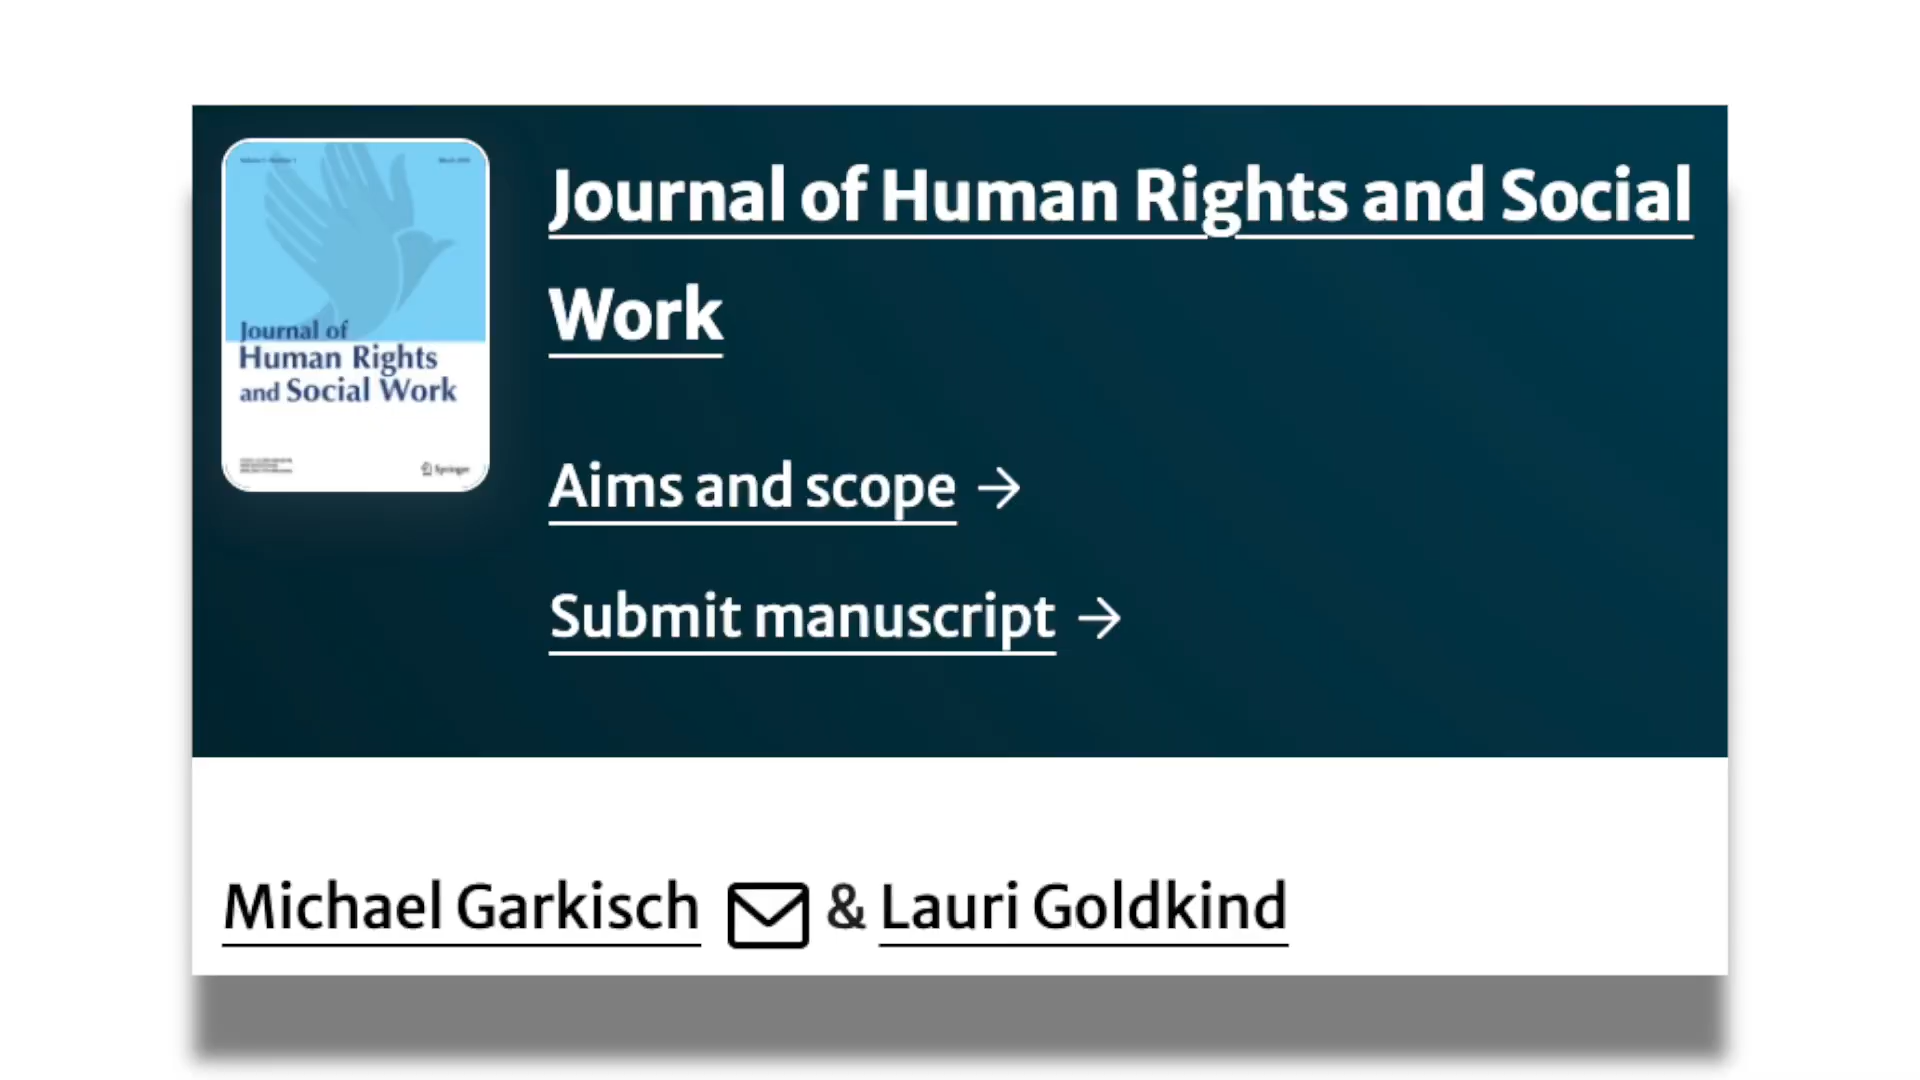 Journal of Human Rights and Social
Work
Journal of
Human Rights
and Social Work
Springer
Aims and scope →
Submit manuscript →
Michael Garkisch & Lauri Goldkind